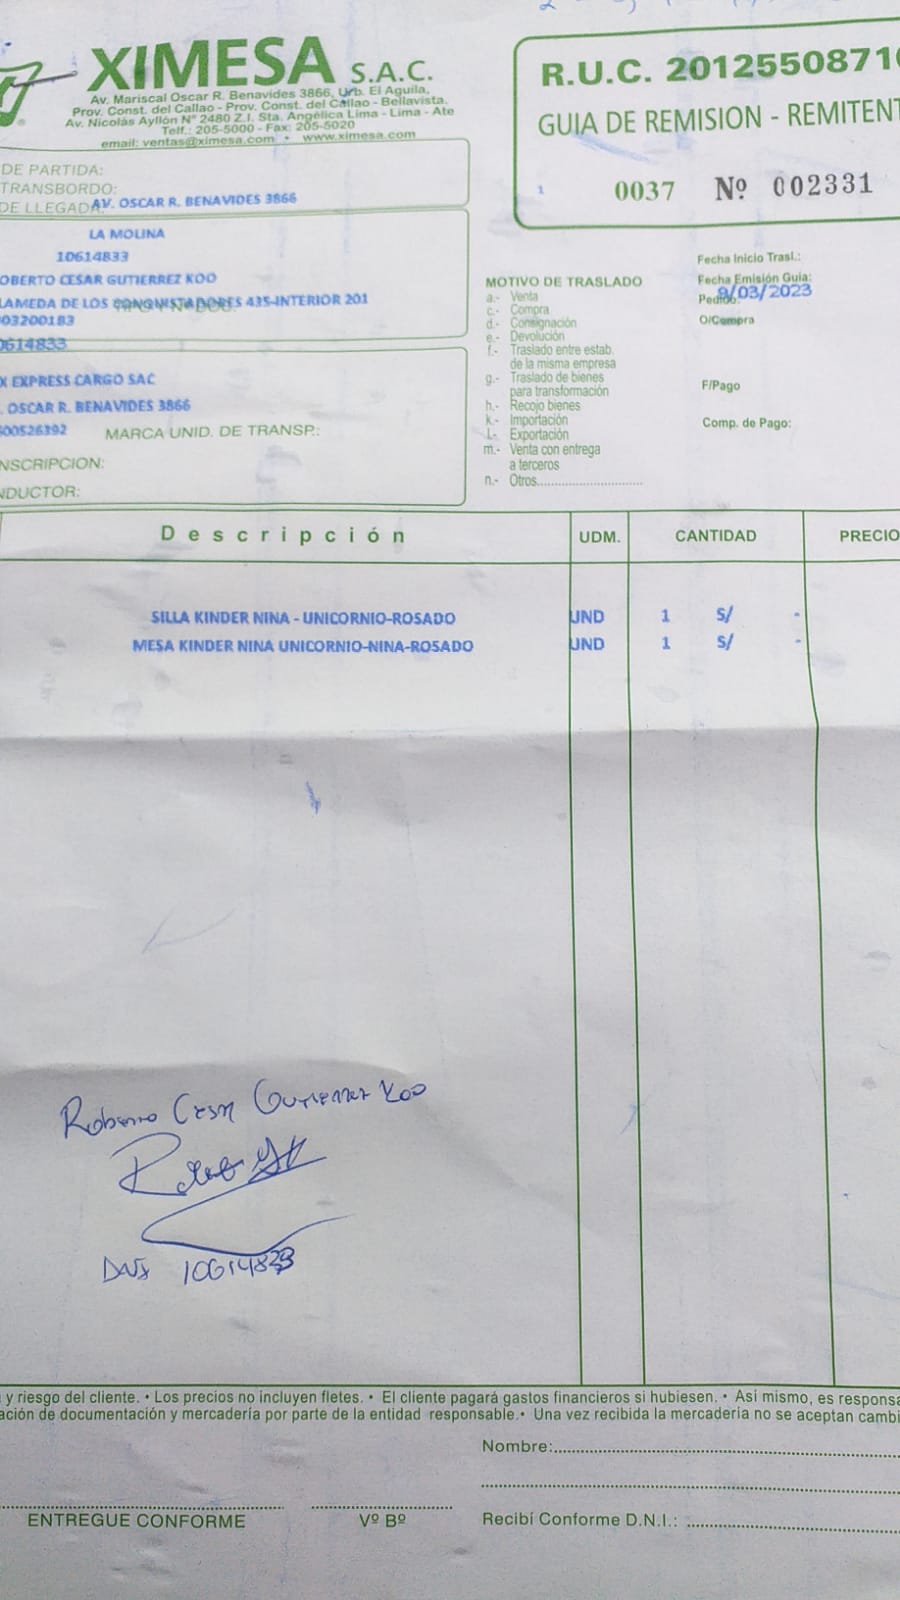 XIMESA S.A.C.
Av. Mariscal Oscar R. Benavides 3866, Urb. El Aguila,
Prov. Const. del Callao - Prov. Const. del Callao - Bellavista.
Av. Nicolás Ayllón Nº 2480 Z.I. Sta. Angélica Lima - Lima - Ate
Telf.: 205-5000 - Fax: 205-5020
email: ventas@ximesa.com • www.ximesa.com
R.U.C. 2012550871
GUIA DE REMISION - REMITENT
1 0037 Nº 002331
DE PARTIDA:
TRANSBORDO:
DE LLEGADA: AV. OSCAR R. BENAVIDES 3866
LA MOLINA
10614833
OBERTO CESAR GUTIERREZ KOO
LAMEDA DE LOS CONQUISTADORES 435-INTERIOR 201
03200183
0614833
X EXPRESS CARGO SAC
. OSCAR R. BENAVIDES 3866
600526392 MARCA UNID. DE TRANSP.:
NSCRIPCION:
NDUCTOR:
MOTIVO DE TRASLADO
a.- Venta
c.- Compra
d.- Consignación
e.- Devolución
f.- Traslado entre estab.
de la misma empresa
g.- Traslado de bienes
para transformación
h.- Recojo bienes
k.- Importación
L- Exportación
m.- Venta con entrega
a terceros
n.- Otros
Fecha Inicio Trasl.:
Fecha Emisión Guia:
Pedido: 9/03/2023
O/Compra
F/Pago
Comp. de Pago:
Descripción UDM. CANTIDAD PRECIO
SILLA KINDER NINA - UNICORNIO-ROSADO UND 1 S/ -
MESA KINDER NINA UNICORNIO-NINA-ROSADO UND 1 S/ -
Roberto Cesar Gutierrez Koo
DNI 10614833
y riesgo del cliente. • Los precios no incluyen fletes. • El cliente pagará gastos financieros si hubiesen. • Asi mismo, es responsa
ación de documentación y mercadería por parte de la entidad responsable. • Una vez recibida la mercaderia no se aceptan cambi
Nombre:
ENTREGUE CONFORME Vº Bº Recibí Conforme D.N.I.: